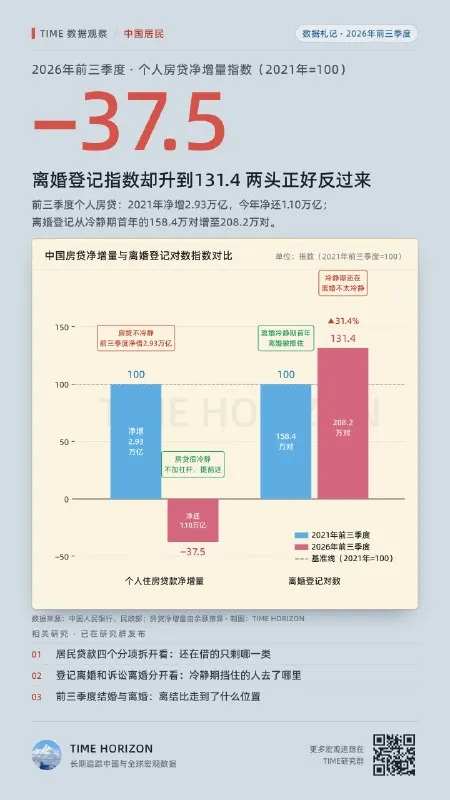 TIME 数据观察 / 中国居民
数据札记·2026年前三季度
2026年前三季度·个人房贷净增量指数（2021年=100）
−37.5
离婚登记指数却升到131.4 两头正好反过来
前三季度个人房贷：2021年净增2.93万亿，今年净还1.10万亿；
离婚登记从冷静期首年的158.4万对增至208.2万对。
中国房贷净增量与离婚登记对数指数对比
单位：指数（2021年前三季度=100）
冷静期还在
离婚不太冷静
▲31.4%
131.4
150
房贷不冷静
前三季度净借2.93万亿
离婚冷静期首年
离婚被摁住
100
100
100
TIME HORIZON
净增
2.93
万亿
158.4
万对
208.2
万对
50
房贷很冷静
不加杠杆、提前还
0
净还
1.10万亿
−37.5
−50
2021年前三季度
2026年前三季度
基准线（2021年=100）
个人住房贷款净增量
离婚登记对数
数据来源：中国人民银行、民政部；房贷净增量由余额推算·制图：TIME HORIZON
相关研究·已在研究群发布
01 居民贷款四个分项拆开看：还在借的只剩哪一类
02 登记离婚和诉讼离婚分开看：冷静期挡住的人去了哪里
03 前三季度结婚与离婚：离结比走到了什么位置
TIME HORIZON
长期追踪中国与全球宏观数据
更多宏观追踪在
TIME研究群